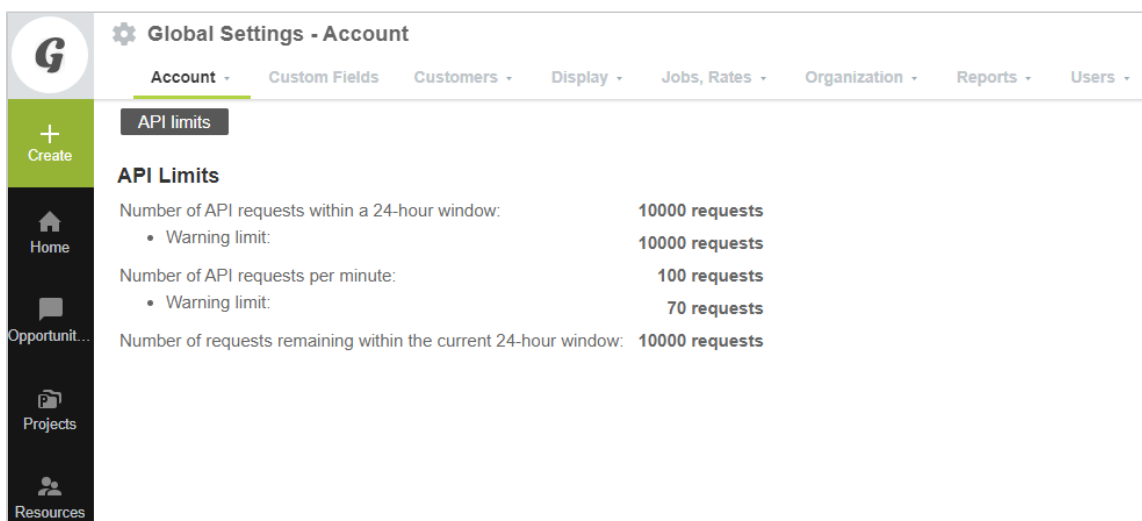 G
Global Settings - Account
Account Custom Fields Customers Display Jobs, Rates Organization Reports Users
Create
API limits
API Limits
Number of API requests within a 24-hour window: 10000 requests
• Warning limit: 10000 requests
Number of API requests per minute: 100 requests
• Warning limit: 70 requests
Number of requests remaining within the current 24-hour window: 10000 requests
Home
Opportunit...
Projects
Resources